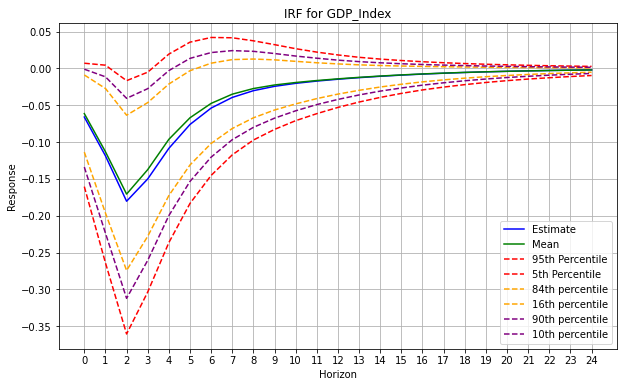 IRF for GDP_Index
0.05
0.00
−0.05
−0.10
−0.15
−0.20
−0.25
−0.30
−0.35
Response
Estimate
Mean
95th Percentile
5th Percentile
84th percentile
16th percentile
90th percentile
10th percentile
0 1 2 3 4 5 6 7 8 9 10 11 12 13 14 15 16 17 18 19 20 21 22 23 24
Horizon